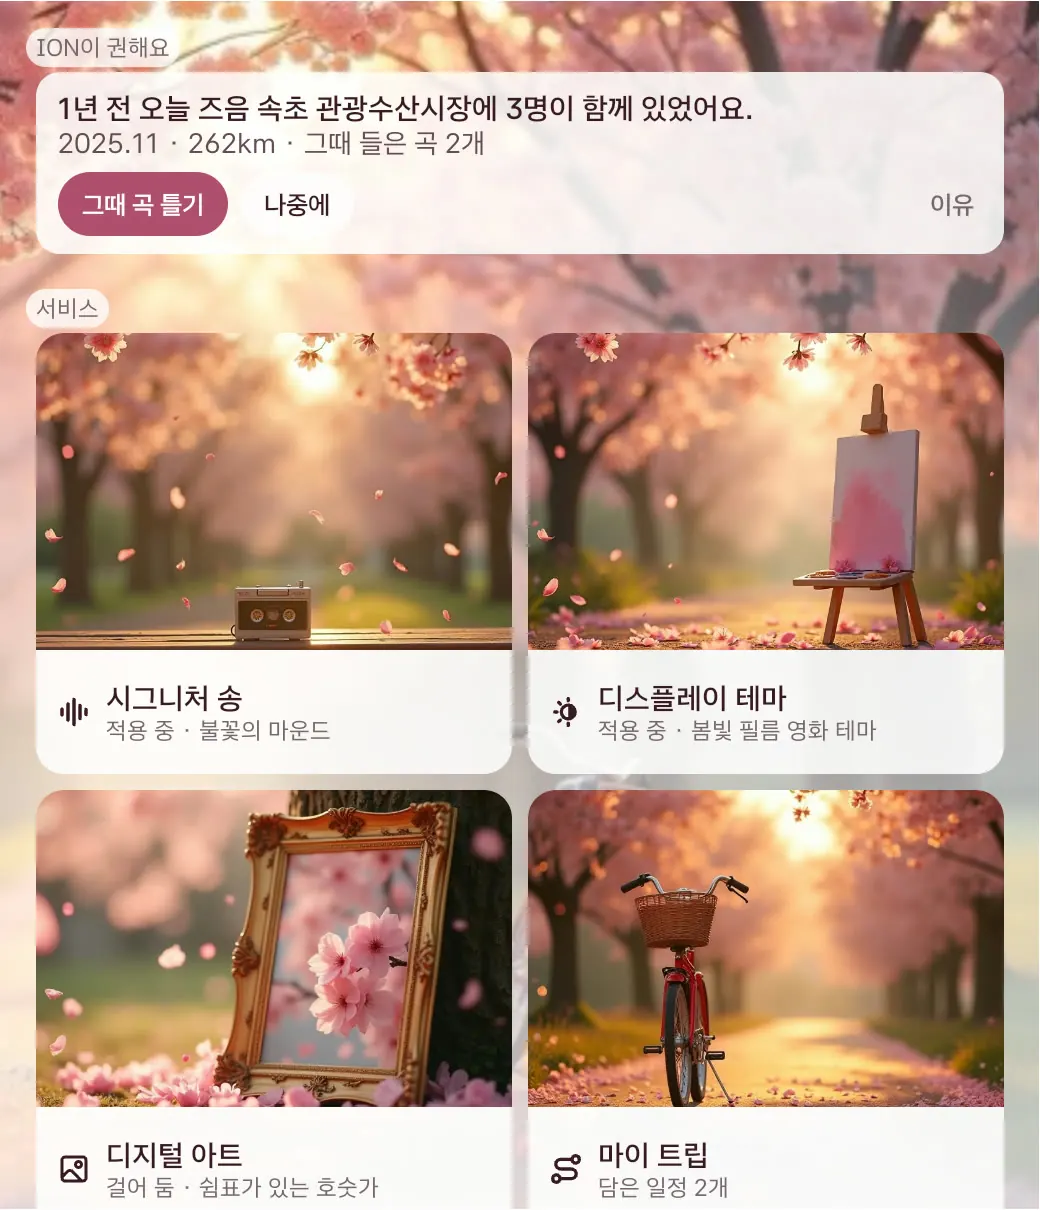 ION이 권해요
1년 전 오늘 즈음 속초 관광수산시장에 3명이 함께 있었어요.
2025.11 · 262km · 그때 들은 곡 2개
그때 곡 틀기
나중에
이유
서비스
시그니처 송
적용 중 · 불꽃의 마운드
디스플레이 테마
적용 중 · 봄빛 필름 영화 테마
디지털 아트
걸어 둠 · 쉼표가 있는 호숫가
마이 트립
담은 일정 2개